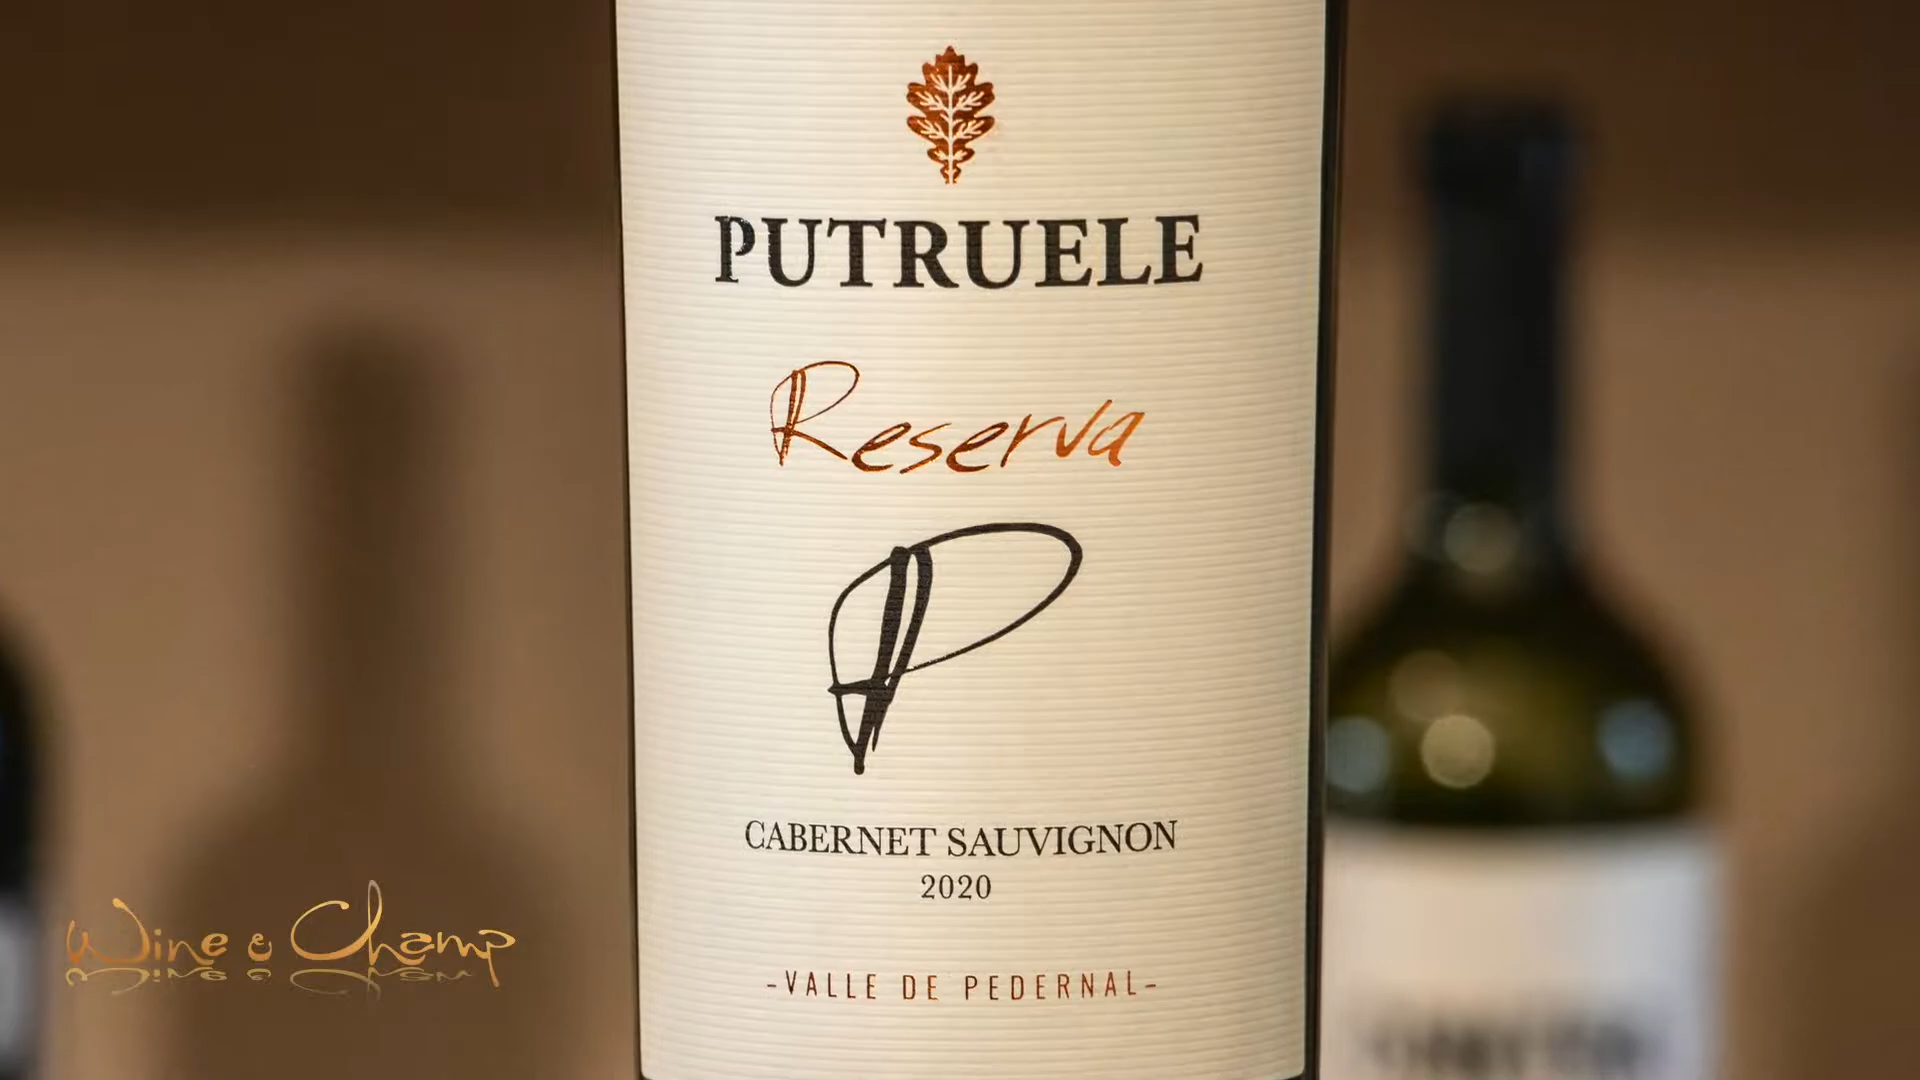 PUTRUELE
Reserva
P
CABERNET SAUVIGNON
2020
-VALLE DE PEDERNAL-
Wine & Champ